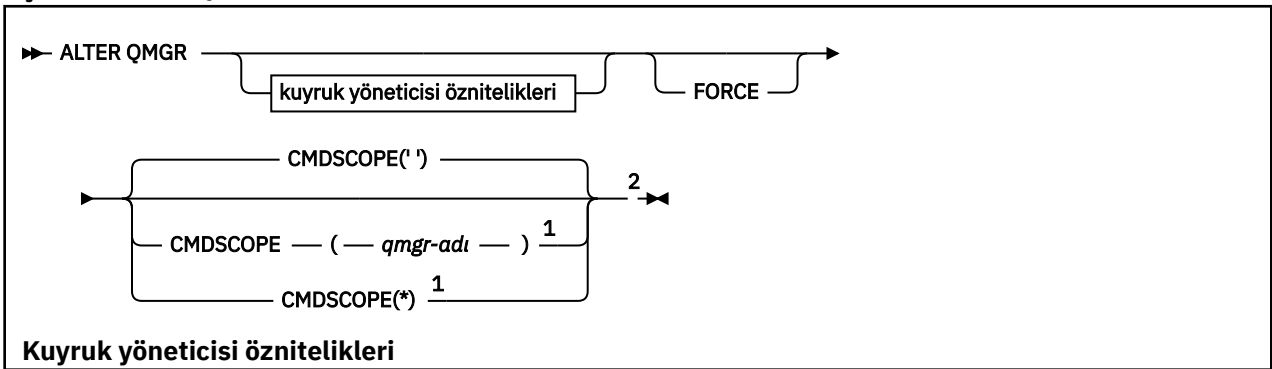 ALTER QMGR
kuyruk yöneticisi öznitelikleri
FORCE
CMDSCOPE(' ')
2
CMDSCOPE ( qmgr-adı ) 1
CMDSCOPE(*) 1
Kuyruk yöneticisi öznitelikleri